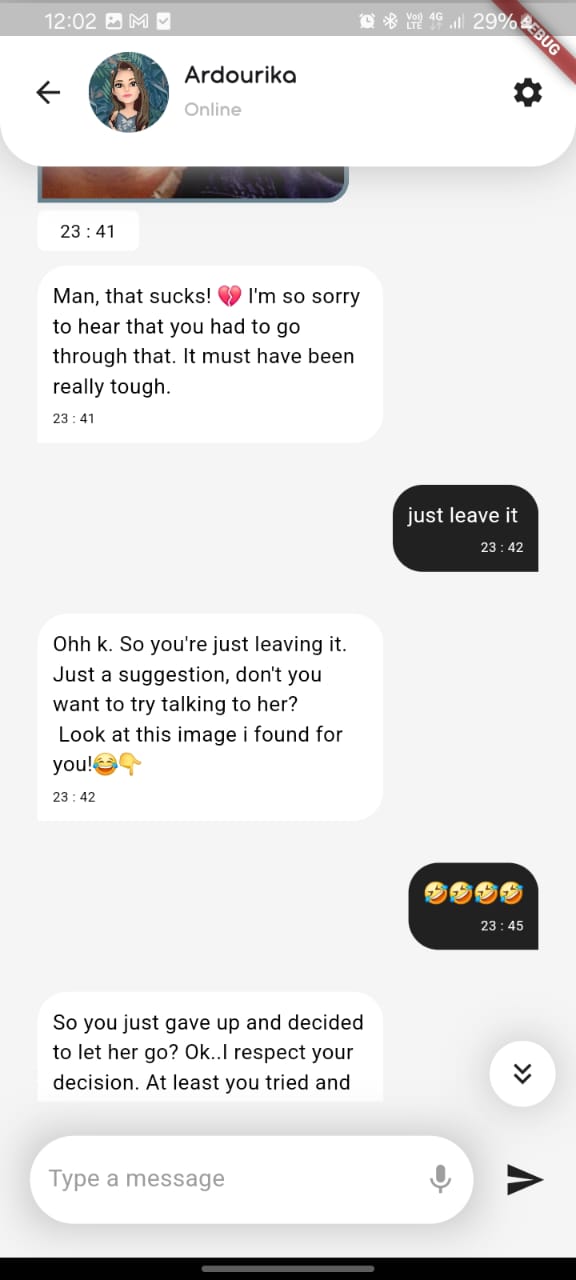 12:02 Vo) LTE 4G 29%
DEBUG
Ardourika
Online
23 : 41
Man, that sucks! 💔 I'm so sorry
to hear that you had to go
through that. It must have been
really tough.
23 : 41
just leave it
23 : 42
Ohh k. So you're just leaving it.
Just a suggestion, don't you
want to try talking to her?
Look at this image i found for
you!😂👇
23 : 42
🤣🤣🤣🤣
23 : 45
So you just gave up and decided
to let her go? Ok..I respect your
decision. At least you tried and
Type a message